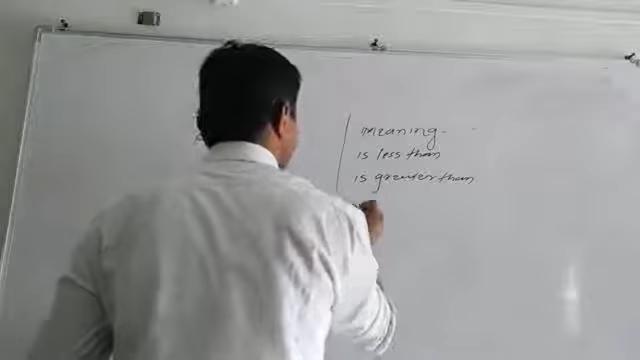 meaning.
is less than
is greater than